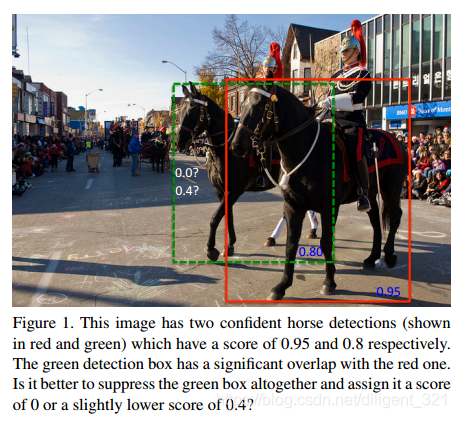 BMO
of Mont
0.0?
0.4?
0.80
0.95
Figure 1. This image has two confident horse detections (shown
in red and green) which have a score of 0.95 and 0.8 respectively.
The green detection box has a significant overlap with the red one.
Is it better to suppress the green box altogether and assign it a score
of 0 or a slightly lower score of 0.4?
https://blog.csdn.net/diligent_321